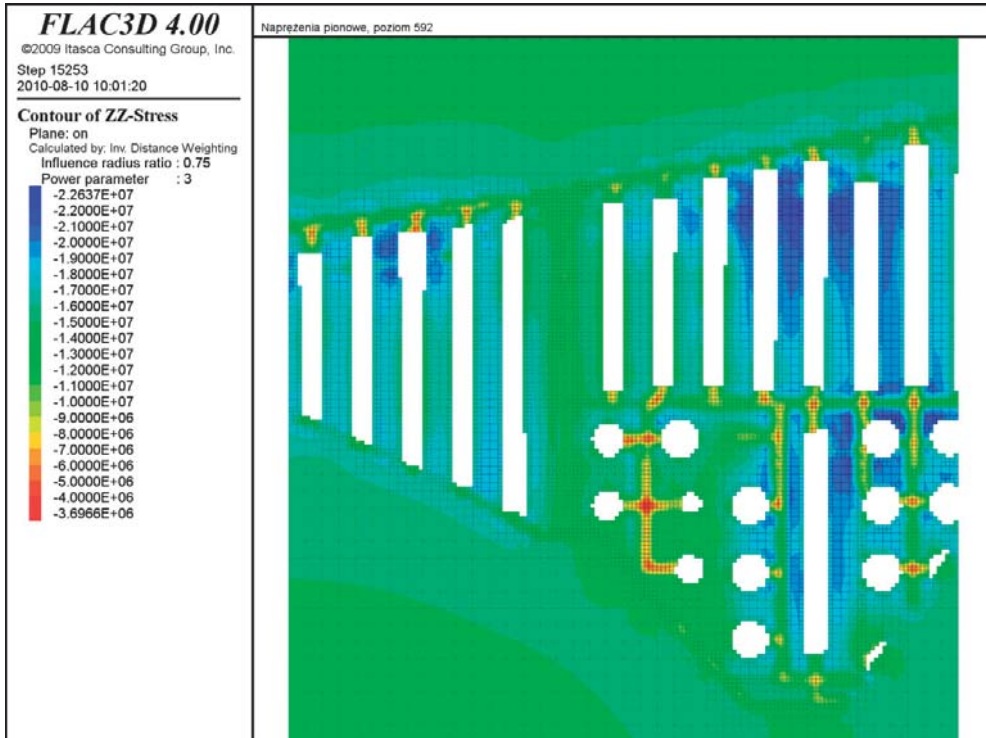 FLAC3D 4.00
©2009 Itasca Consulting Group, Inc.
Step 15253
2010-08-10 10:01:20
Contour of ZZ-Stress
Plane: on
Calculated by: Inv. Distance Weighting
Influence radius ratio : 0.75
Power parameter : 3
-2.2637E+07
-2.2000E+07
-2.1000E+07
-2.0000E+07
-1.9000E+07
-1.8000E+07
-1.7000E+07
-1.6000E+07
-1.5000E+07
-1.4000E+07
-1.3000E+07
-1.2000E+07
-1.1000E+07
-1.0000E+07
-9.0000E+06
-8.0000E+06
-7.0000E+06
-6.0000E+06
-5.0000E+06
-4.0000E+06
-3.6966E+06
Naprężenia pionowe, poziom 592